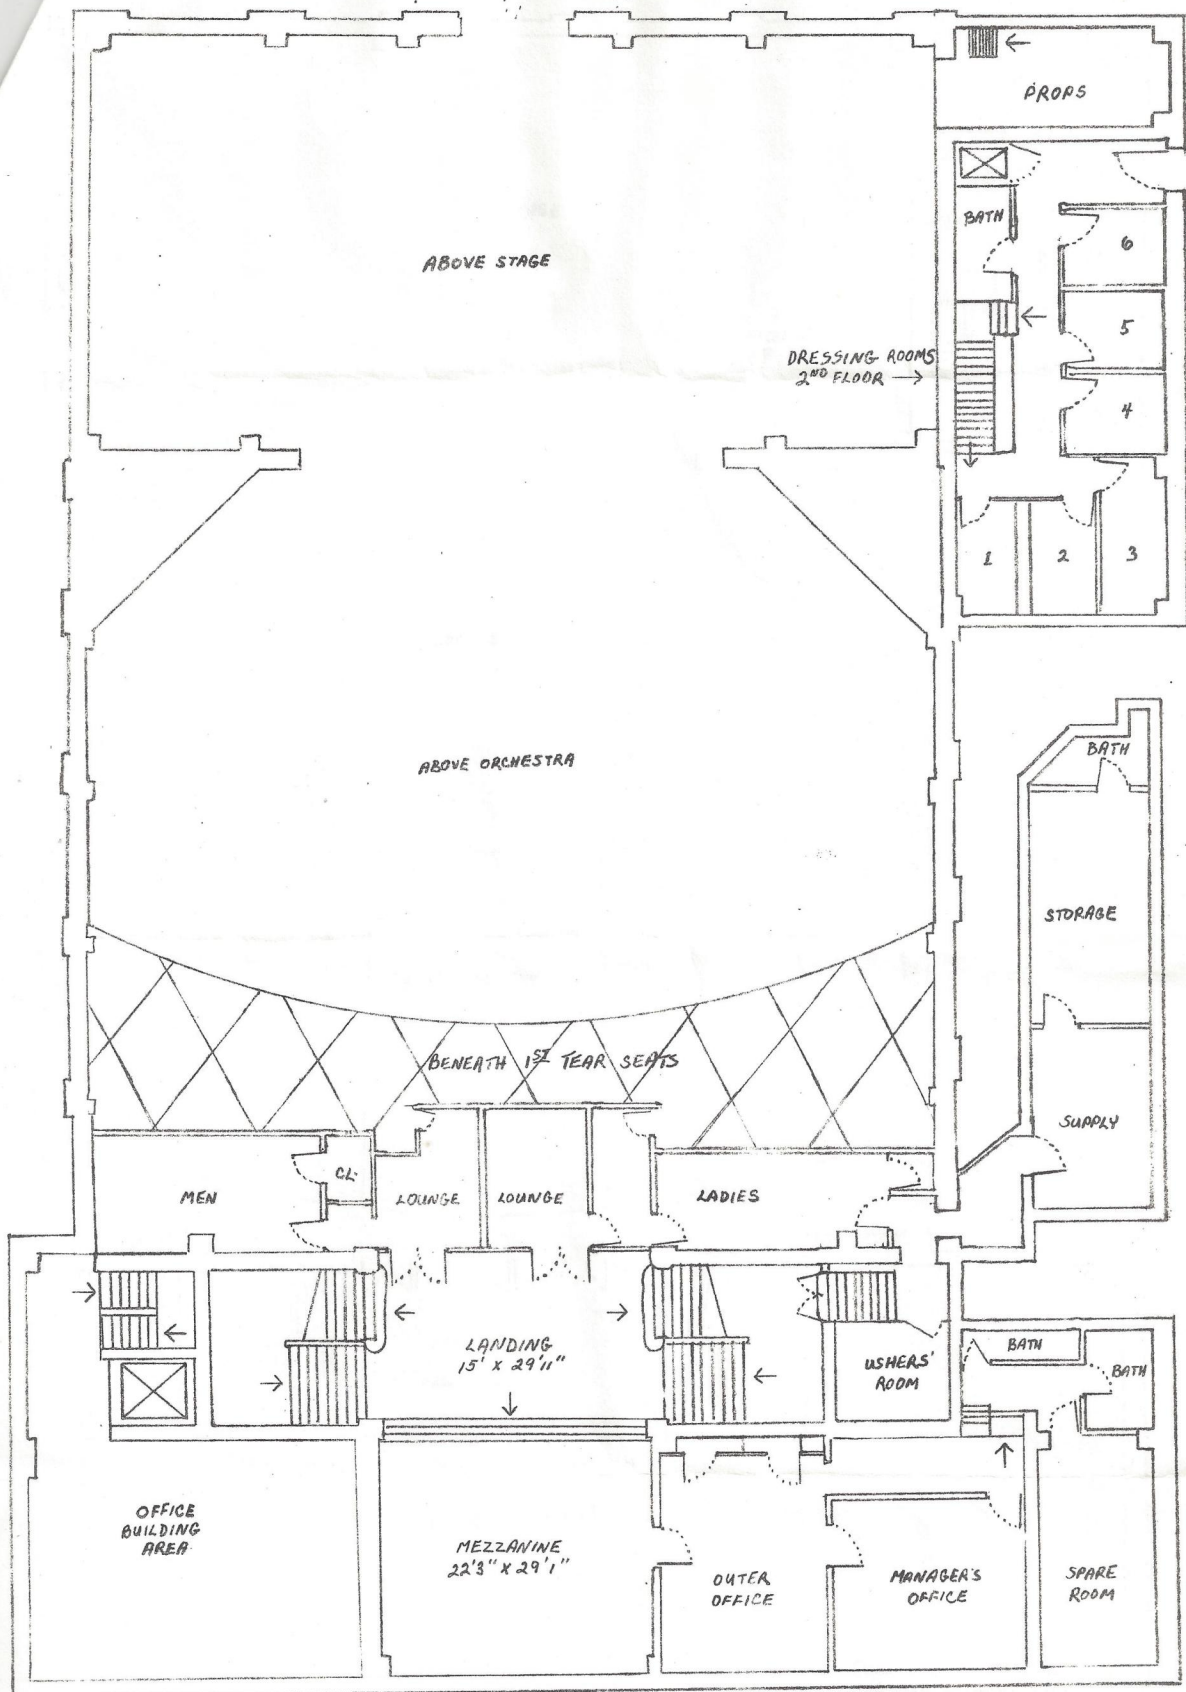 PROPS
BATH
6
ABOVE STAGE
5
DRESSING ROOMS
2ND FLOOR →
4
1
2
3
BATH
ABOVE ORCHESTRA
STORAGE
BENEATH 1ST TEAR SEATS
SUPPLY
CL.
MEN
LOUNGE
LOUNGE
LADIES
LANDING
15' X 29'11"
USHERS'
ROOM
BATH
BATH
OFFICE
BUILDING
AREA
MEZZANINE
22'3" X 29'1"
OUTER
OFFICE
MANAGER'S
OFFICE
SPARE
ROOM